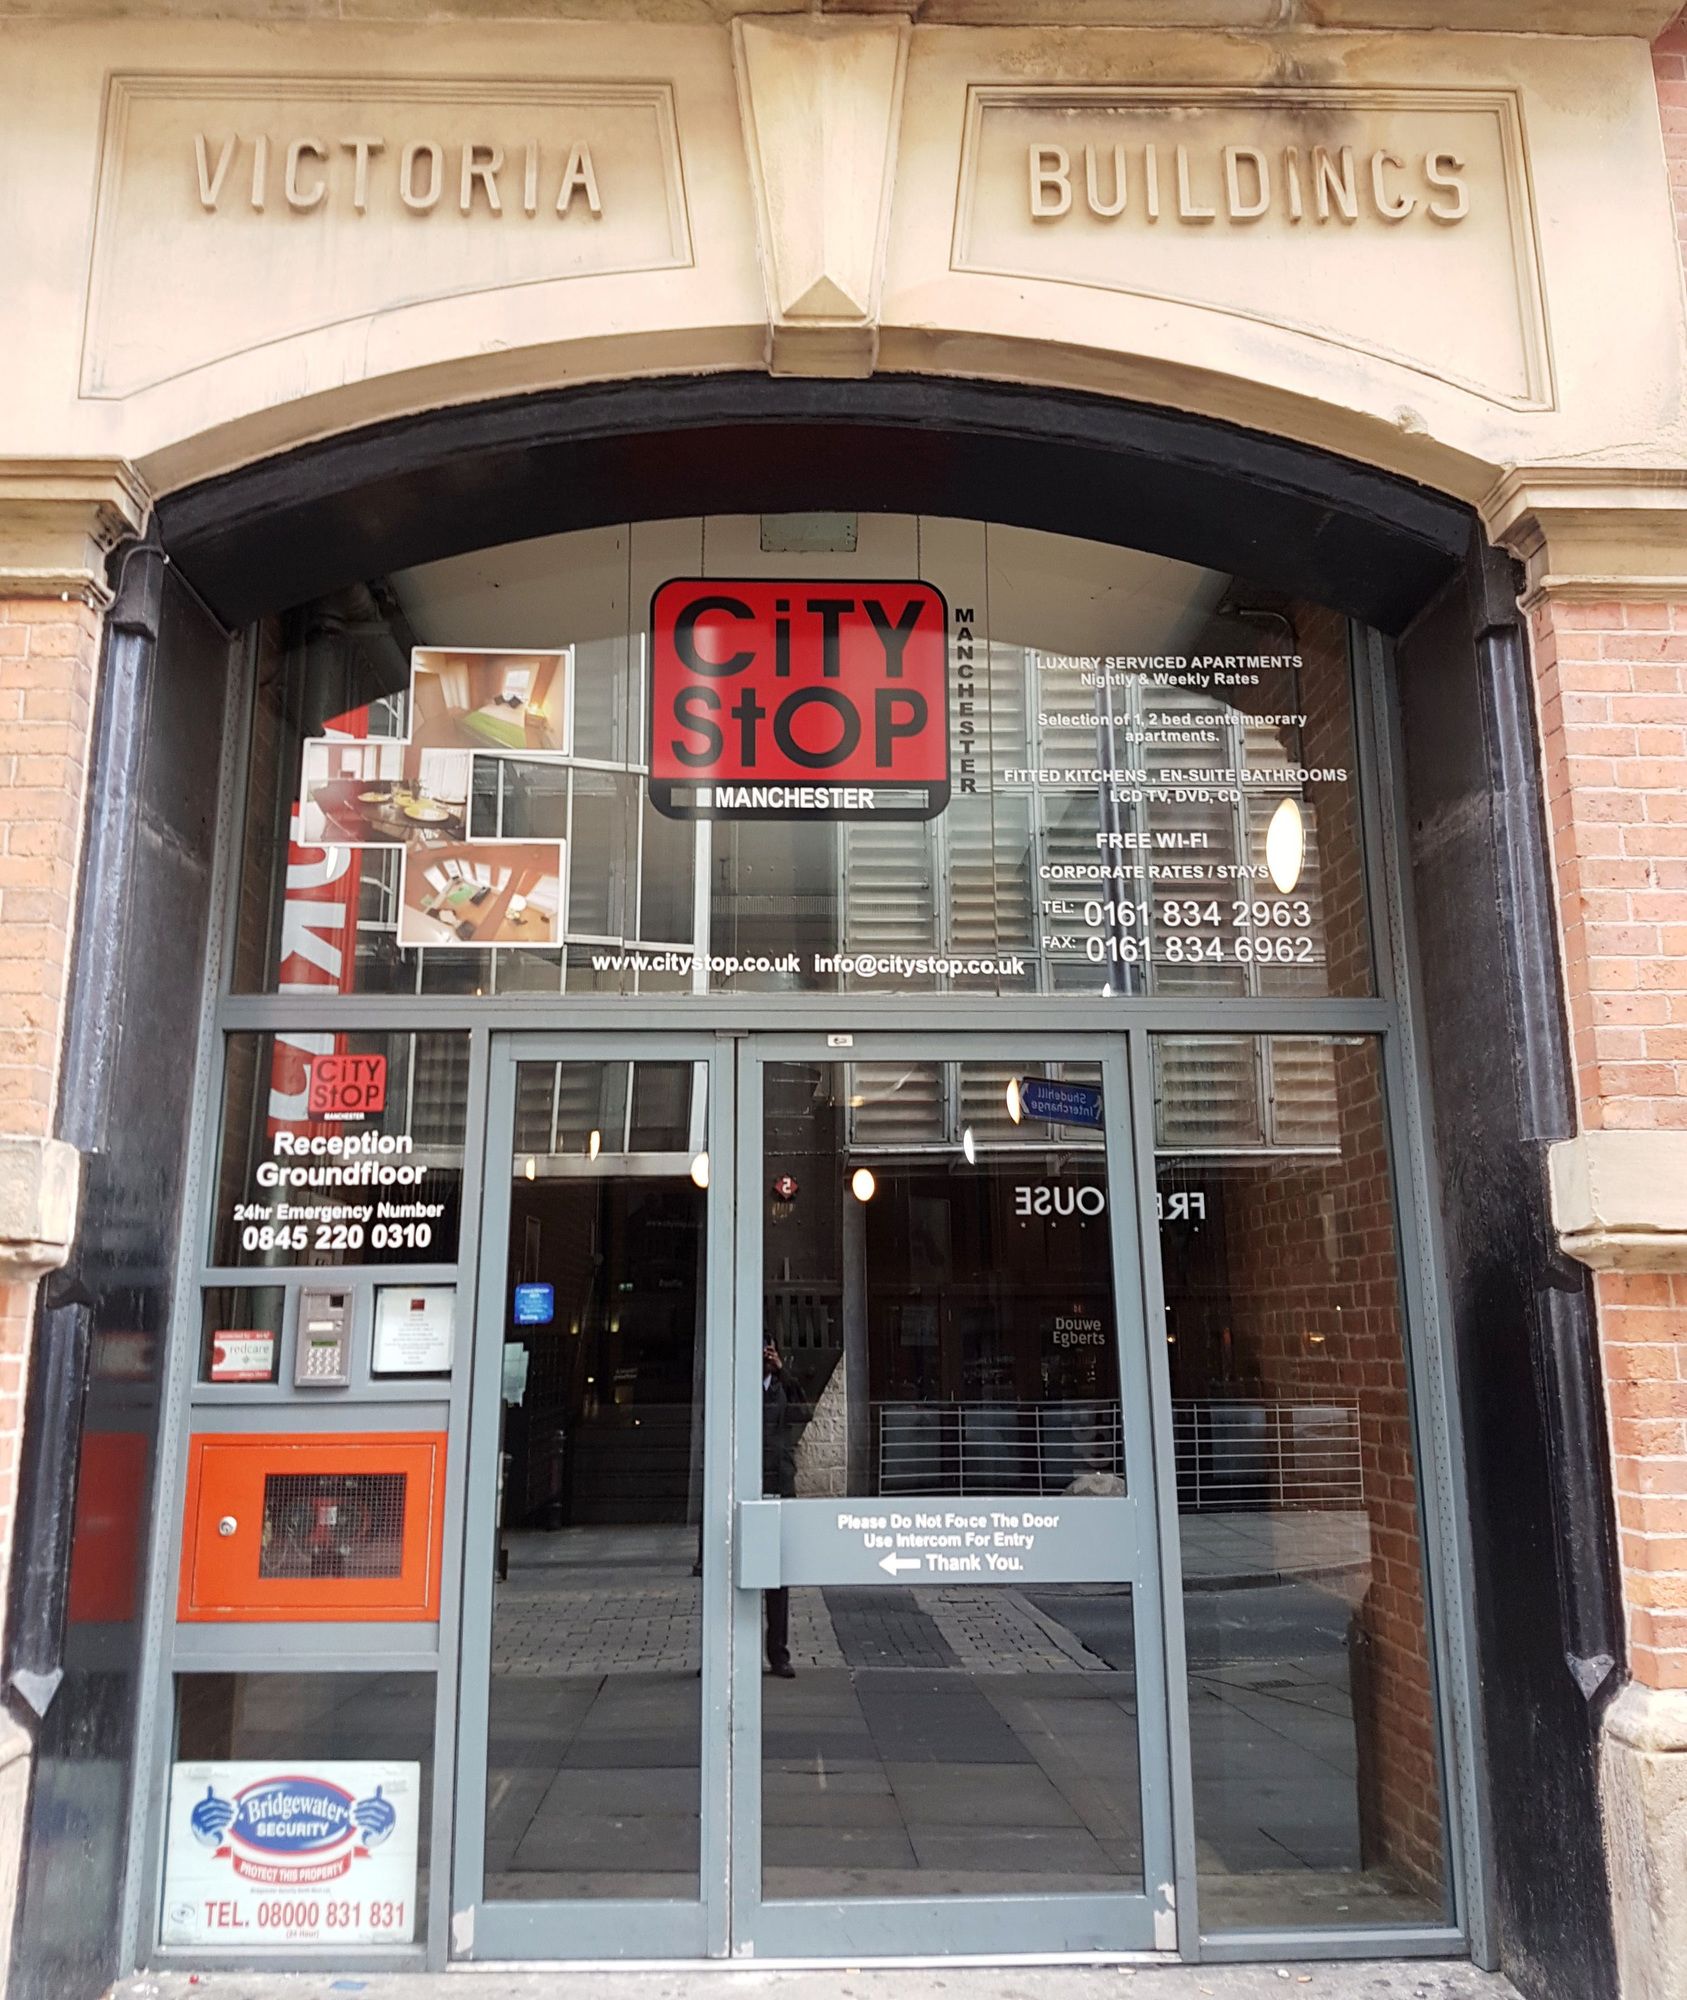 VICTORIA BUILDINGS
CiTY
StOP
MANCHESTER
MANCHESTER
LUXURY SERVICED APARTMENTS
Nightly & Weekly Rates
Selection of 1, 2 bed contemporary
apartments.
FITTED KITCHENS , EN-SUITE BATHROOMS
LCD TV, DVD, CD
FREE WI-FI
CORPORATE RATES / STAYS
TEL: 0161 834 2963
FAX: 0161 834 6962
www.citystop.co.uk info@citystop.co.uk
CiTY
StOP
MANCHESTER
Reception
Groundfloor
24hr Emergency Number
0845 220 0310
Shudehill
Interchange
Douwe
Egberts
redcare
Please Do Not Force The Door
Use Intercom For Entry
Thank You.
Bridgewater
SECURITY
PROTECT THIS PROPERTY
TEL. 08000 831 831
(24 Hour)